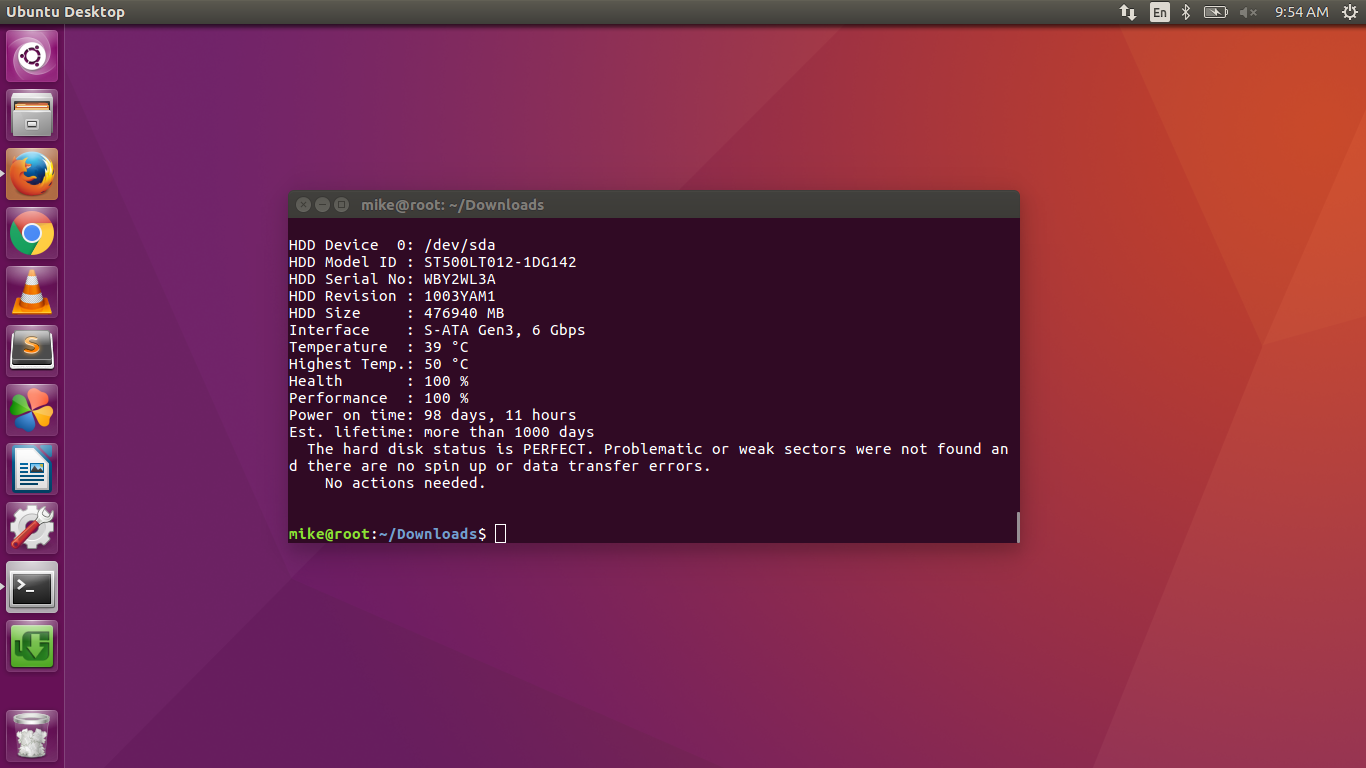 Ubuntu Desktop
En
9:54 AM
mike@root: ~/Downloads
HDD Device  0: /dev/sda
HDD Model ID : ST500LT012-1DG142
HDD Serial No: WBY2WL3A
HDD Revision : 1003YAM1
HDD Size     : 476940 MB
Interface    : S-ATA Gen3, 6 Gbps
Temperature  : 39 °C
Highest Temp.: 50 °C
Health       : 100 %
Performance  : 100 %
Power on time: 98 days, 11 hours
Est. lifetime: more than 1000 days
  The hard disk status is PERFECT. Problematic or weak sectors were not found an
d there are no spin up or data transfer errors.
    No actions needed.
mike@root:~/Downloads$